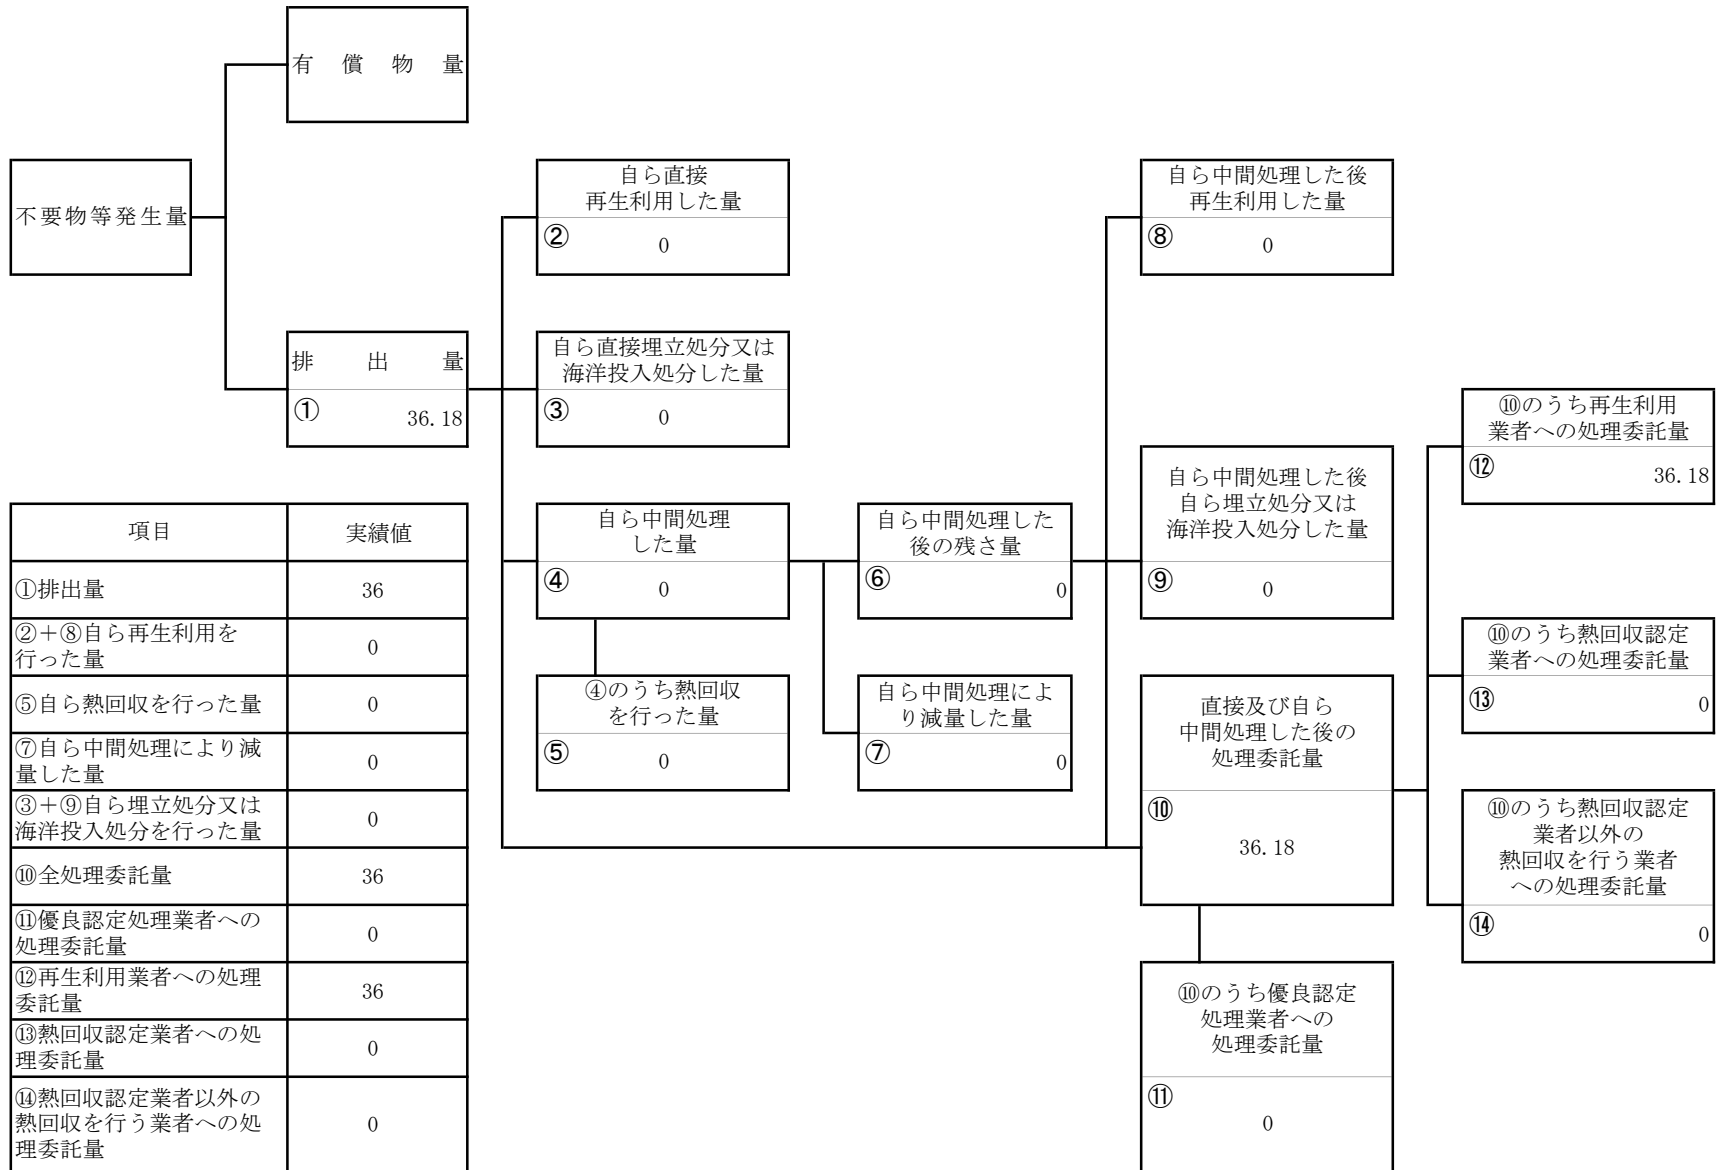 有償物量
不要物等発生量
排出量
① 36.18
自ら直接
再生利用した量
② 0
自ら直接埋立処分又は
海洋投入処分した量
③ 0
自ら中間処理
した量
④ 0
④のうち熱回収
を行った量
⑤ 0
自ら中間処理した
後の残さ量
⑥ 0
自ら中間処理によ
り減量した量
⑦ 0
自ら中間処理した後
再生利用した量
⑧ 0
自ら中間処理した後
自ら埋立処分又は
海洋投入処分した量
⑨ 0
直接及び自ら
中間処理した後の
処理委託量
⑩
36.18
⑩のうち優良認定
処理業者への
処理委託量
⑪
0
⑩のうち再生利用
業者への処理委託量
⑫ 36.18
⑩のうち熱回収認定
業者への処理委託量
⑬ 0
⑩のうち熱回収認定
業者以外の
熱回収を行う業者
への処理委託量
⑭ 0
項目 実績値
①排出量 36
②+⑧自ら再生利用を
行った量 0
⑤自ら熱回収を行った量 0
⑦自ら中間処理により減
量した量 0
③+⑨自ら埋立処分又は
海洋投入処分を行った量 0
⑩全処理委託量 36
⑪優良認定処理業者への
処理委託量 0
⑫再生利用業者への処理
委託量 36
⑬熱回収認定業者への処
理委託量 0
⑭熱回収認定業者以外の
熱回収を行う業者への処
理委託量 0